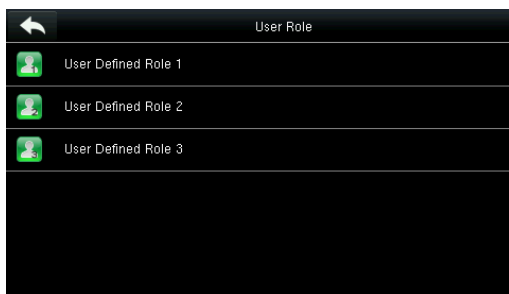 User Role
User Defined Role 1
User Defined Role 2
User Defined Role 3